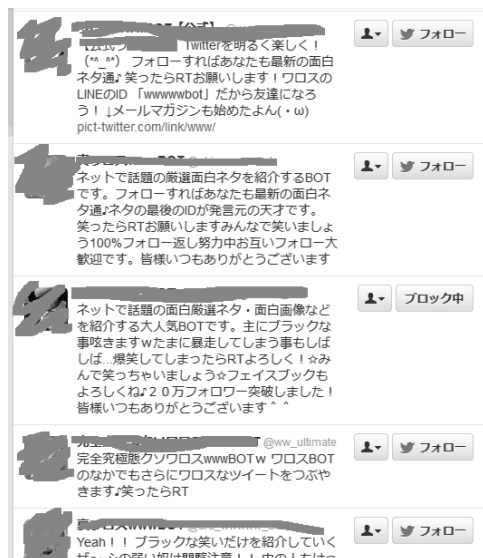 フォロー
Twitterを明るく楽しく！
(*^_^*) フォローすればあなたも最新の面白
ネタ通♪ 笑ったらRTお願いします！ワロスの
LINEのID 「wwwwwbot」だから友達になろ
う！ ↓メールマガジンも始めたよん(・ω)
pict-twitter.com/link/www/
フォロー
ネットで話題の厳選面白ネタを紹介するBOT
です。フォローすればあなたも最新の面白ネ
タ通♪ネタの最後のIDが発言元の天才です。
笑ったらRTお願いしますみんなで笑いましょ
う100%フォロー返し努力中お互いフォロー大
歓迎です。皆様いつもありがとうございます
ブロック中
ネットで話題の面白厳選ネタ・面白画像など
を紹介する大人気BOTです。主にブラックな
事呟きますｗたまに暴走してしまう事もしば
しば...爆笑してしまったらRTよろしく！☆み
んで笑っちゃいましょう☆フェイスブックも
よろしくね♪２０万フォロワー突破しました！
皆様いつもありがとうございます＾＾
@ww_ultimate
フォロー
完全究極態クソワロスwwwBOTｗ ワロスBOT
のなかでもさらにワロスなツイートをつぶや
きます♪笑ったらRT
フォロー
Yeah！！ ブラックな笑いだけを紹介していく